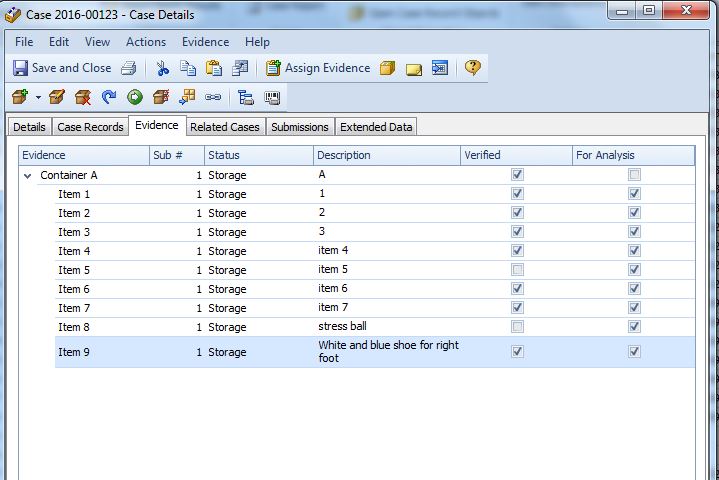 Case 2016-00123 - Case Details
File Edit View Actions Evidence Help
Save and Close Assign Evidence
Details Case Records Evidence Related Cases Submissions Extended Data
Evidence Sub # Status Description Verified For Analysis
Container A 1 Storage A
Item 1 1 Storage 1
Item 2 1 Storage 2
Item 3 1 Storage 3
Item 4 1 Storage item 4
Item 5 1 Storage item 5
Item 6 1 Storage item 6
Item 7 1 Storage item 7
Item 8 1 Storage stress ball
Item 9 1 Storage White and blue shoe for right
foot